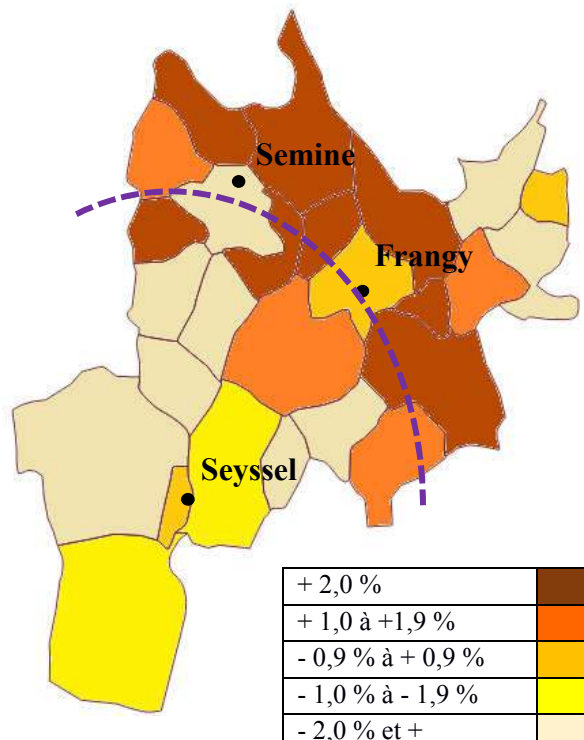 Semine
Frangy
Seyssel
+ 2,0 %
+ 1,0 à +1,9 %
- 0,9 % à + 0,9 %
- 1,0 % à - 1,9 %
- 2,0 % et +